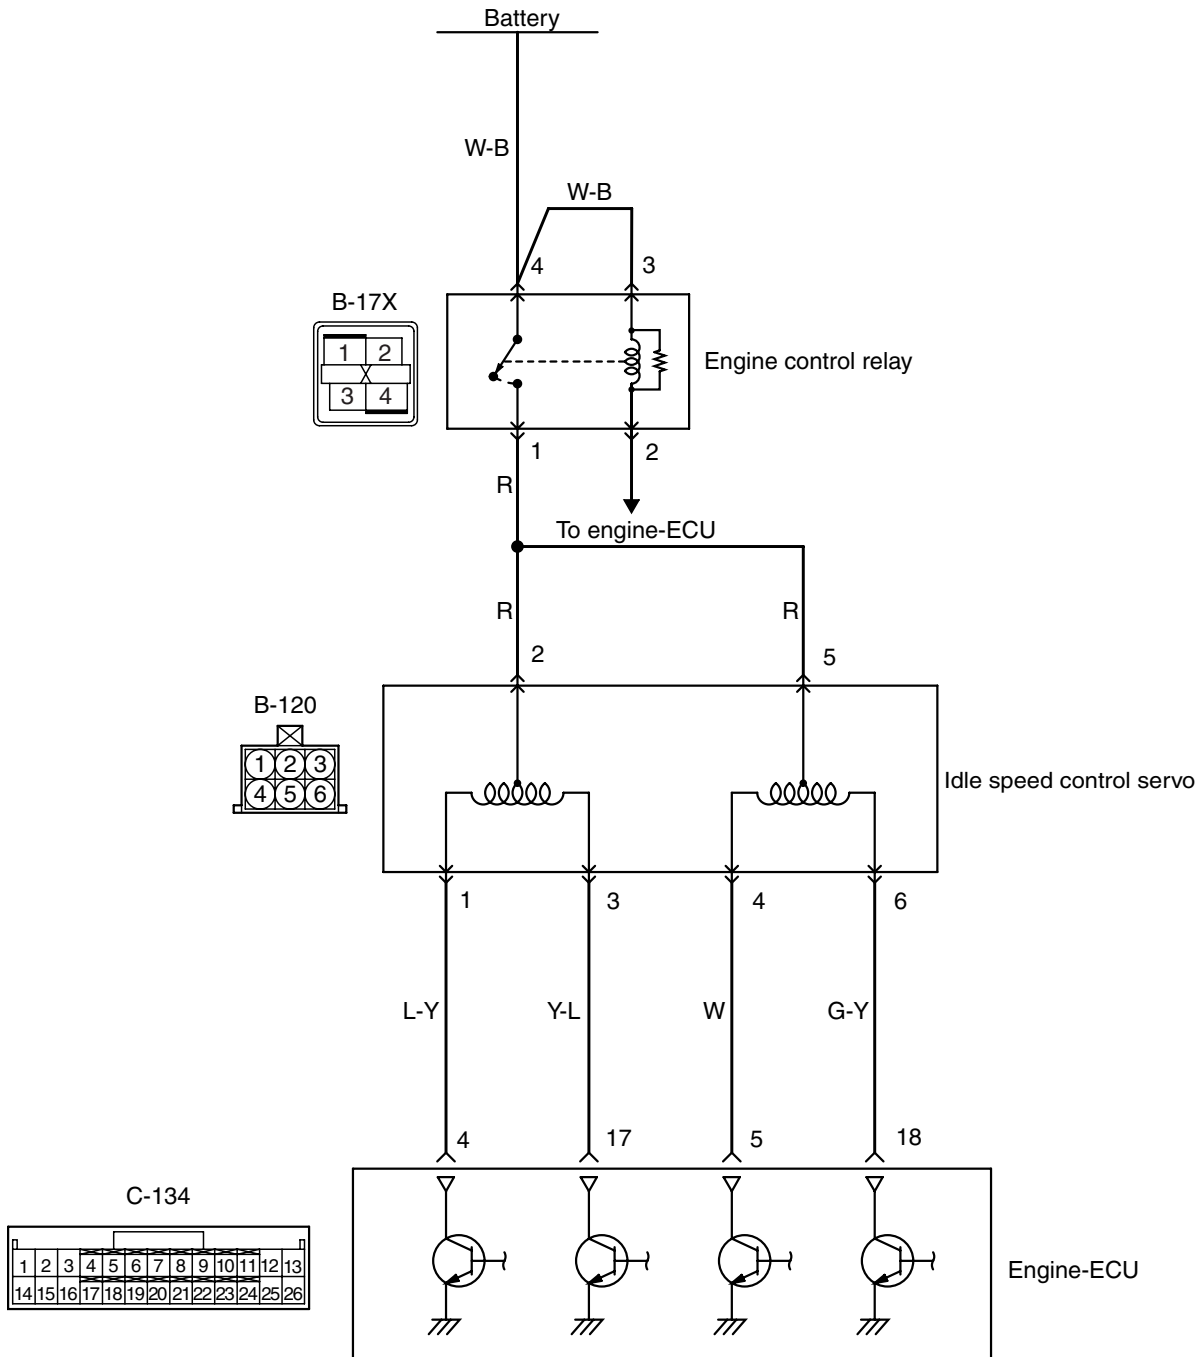 Battery
W-B
W-B
4 3
B-17X
1 2
3 4
Engine control relay
1 2
R
To engine-ECU
R R
2 5
B-120
1 2 3
4 5 6
Idle speed control servo
1 3 4 6
L-Y Y-L W G-Y
4 17 5 18
C-134
1 2 3 4 5 6 7 8 9 10 11 12 13
14 15 16 17 18 19 20 21 22 23 24 25 26
Engine-ECU